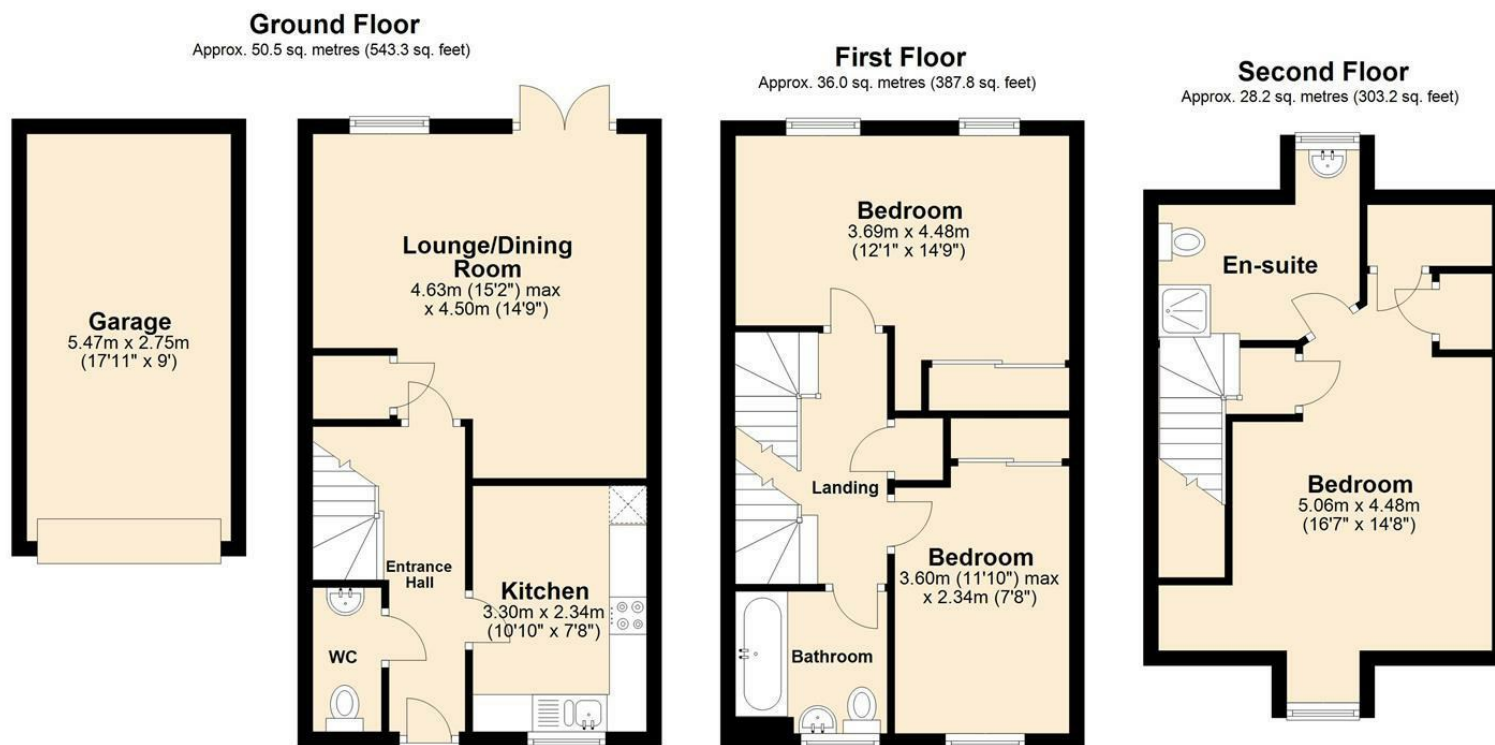 Ground Floor
Approx. 50.5 sq. metres (543.3 sq. feet)
Garage
5.47m x 2.75m
(17'11" x 9')
Lounge/Dining
Room
4.63m (15'2") max
x 4.50m (14'9")
Entrance
Hall
Kitchen
3.30m x 2.34m
(10'10" x 7'8")
WC
First Floor
Approx. 36.0 sq. metres (387.8 sq. feet)
Bedroom
3.69m x 4.48m
(12'1" x 14'9")
Landing
Bedroom
3.60m (11'10") max
x 2.34m (7'8")
Bathroom
Second Floor
Approx. 28.2 sq. metres (303.2 sq. feet)
En-suite
Bedroom
5.06m x 4.48m
(16'7" x 14'8")